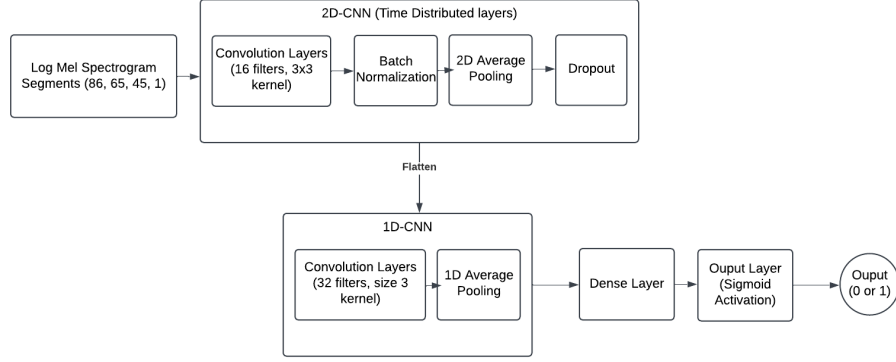 2D-CNN (Time Distributed layers)
Log Mel Spectrogram
Segments (86, 65, 45, 1)
Convolution Layers
(16 filters, 3x3
kernel)
Batch
Normalization
2D Average
Pooling
Dropout
Flatten
1D-CNN
Convolution Layers
(32 filters, size 3
kernel)
1D Average
Pooling
Dense Layer
Ouput Layer
(Sigmoid
Activation)
Ouput
(0 or 1)